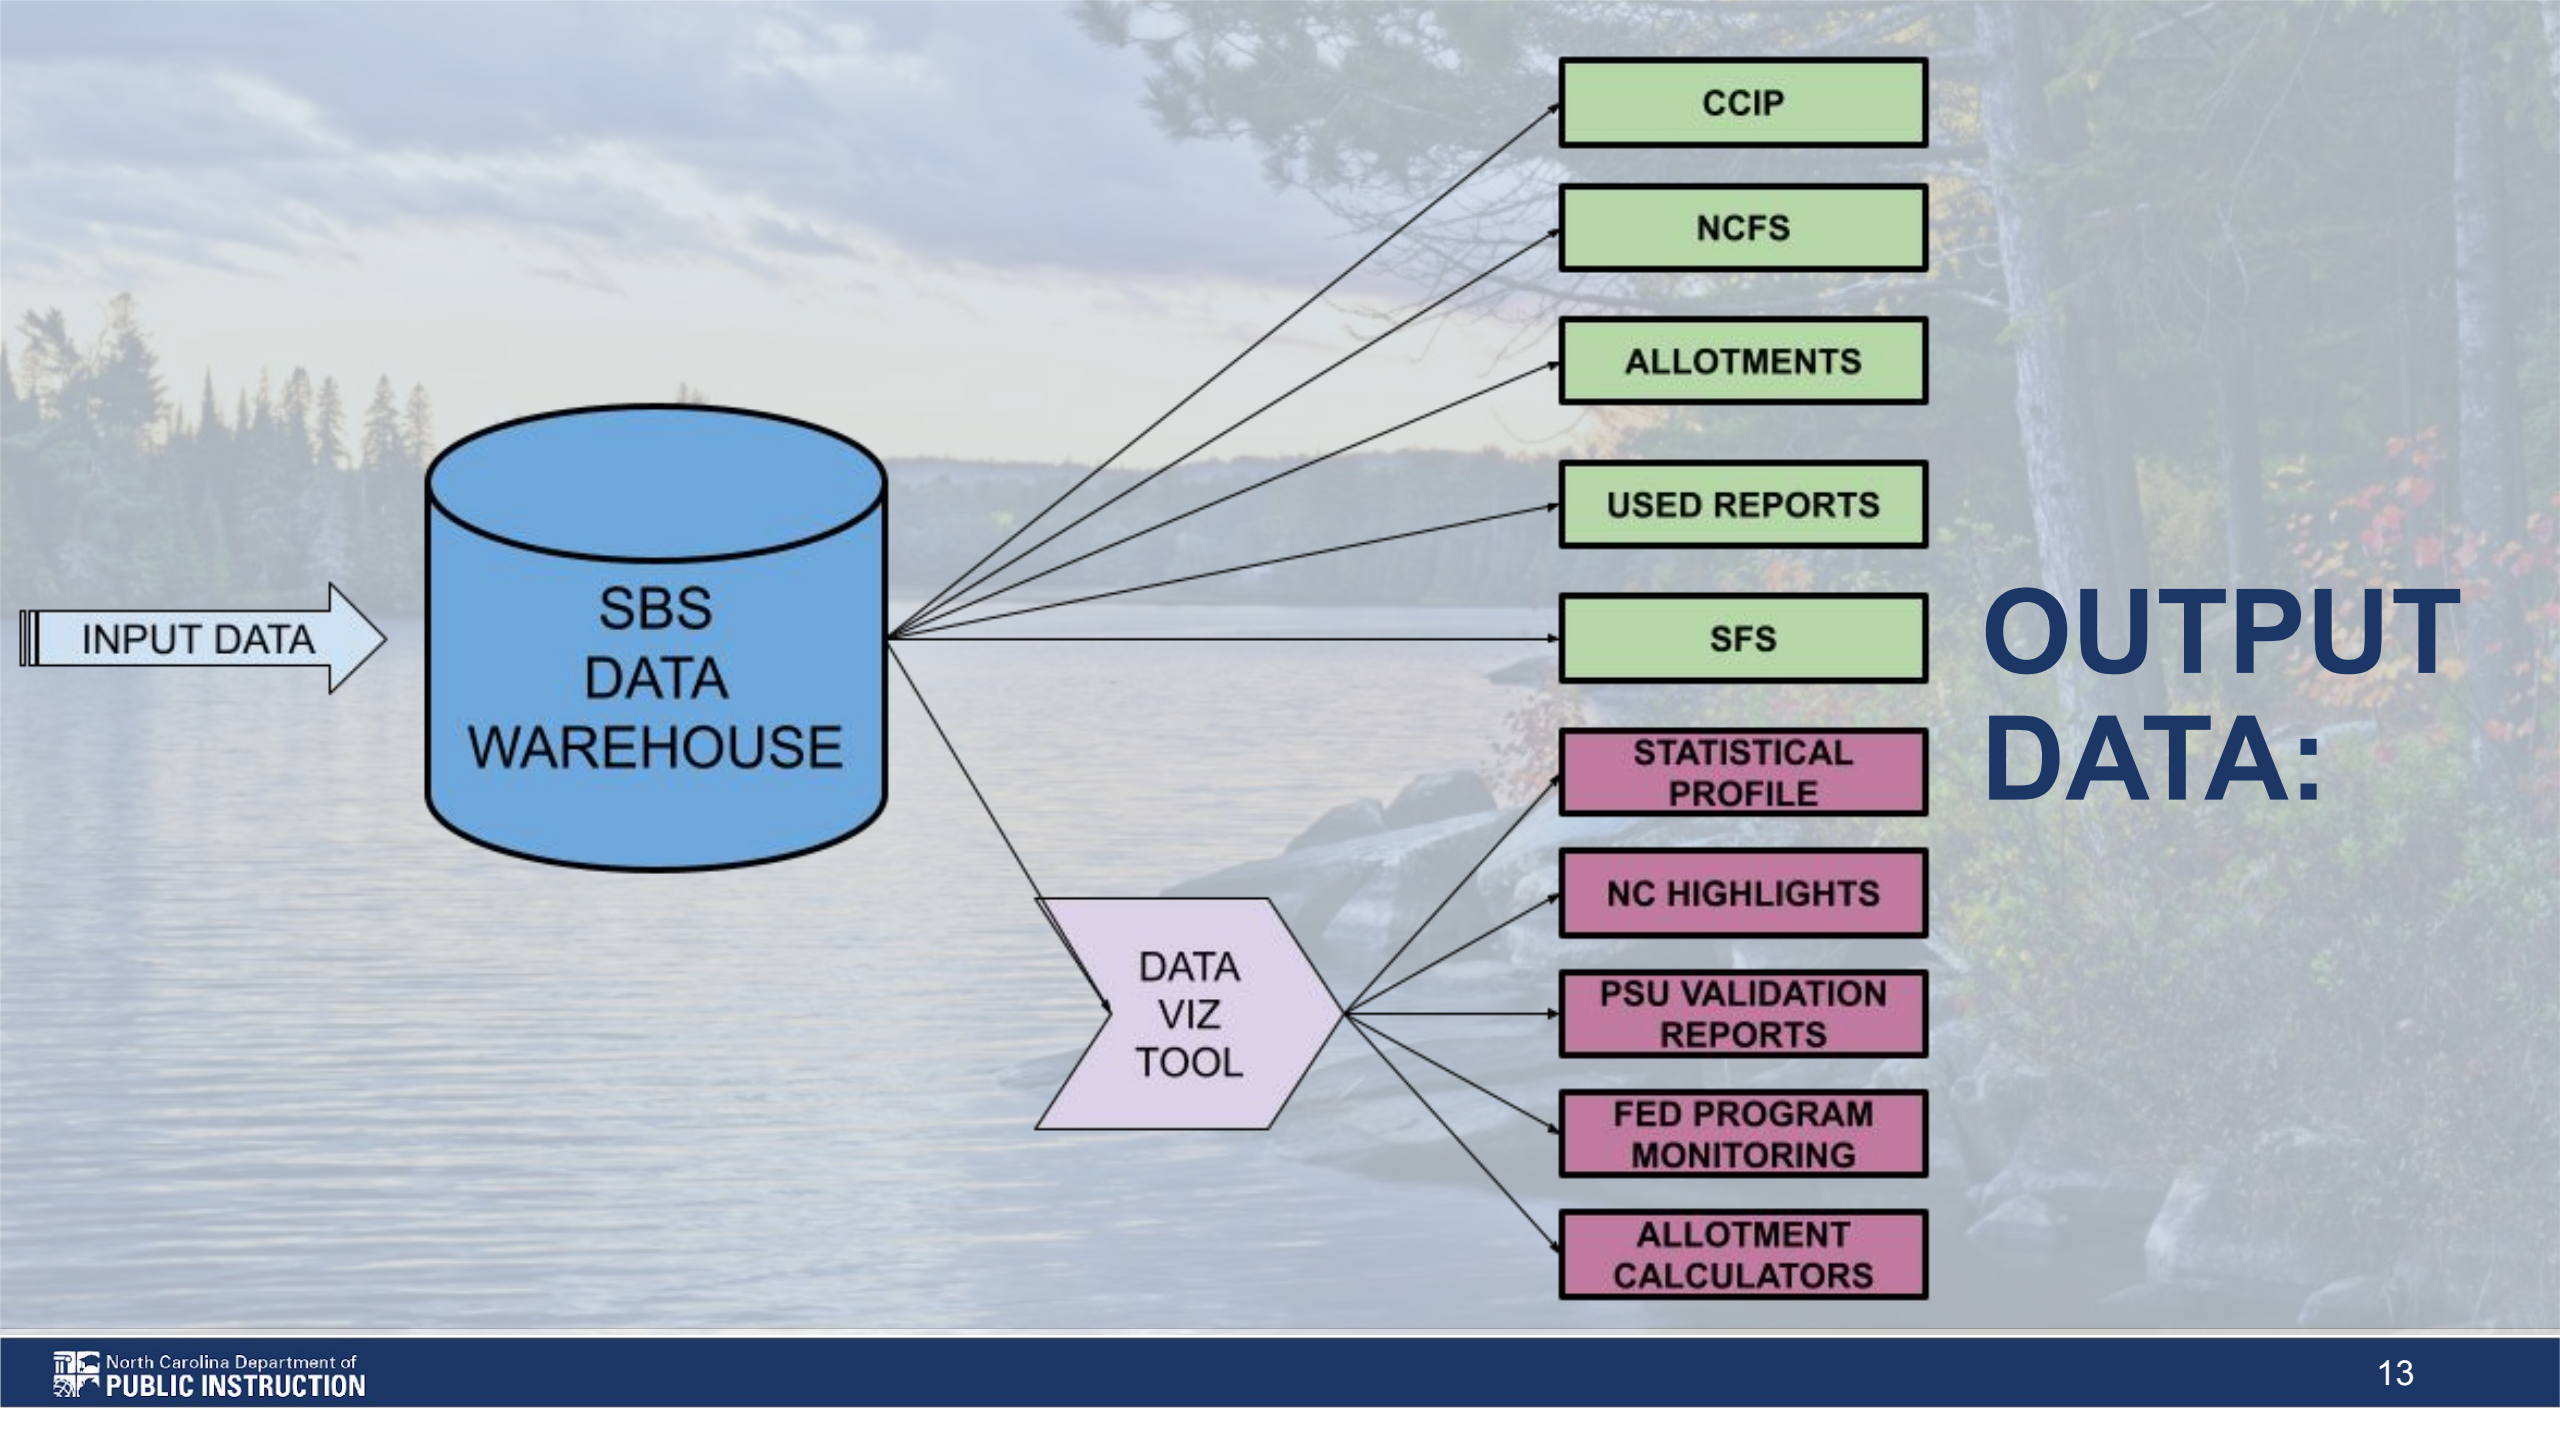 CCIP
NCFS
ALLOTMENTS
USED REPORTS
SFS
STATISTICAL
PROFILE
NC HIGHLIGHTS
PSU VALIDATION
REPORTS
FED PROGRAM
MONITORING
ALLOTMENT
CALCULATORS
INPUT DATA
SBS
DATA
WAREHOUSE
DATA
VIZ
TOOL
OUTPUT
DATA:
North Carolina Department of
PUBLIC INSTRUCTION
13